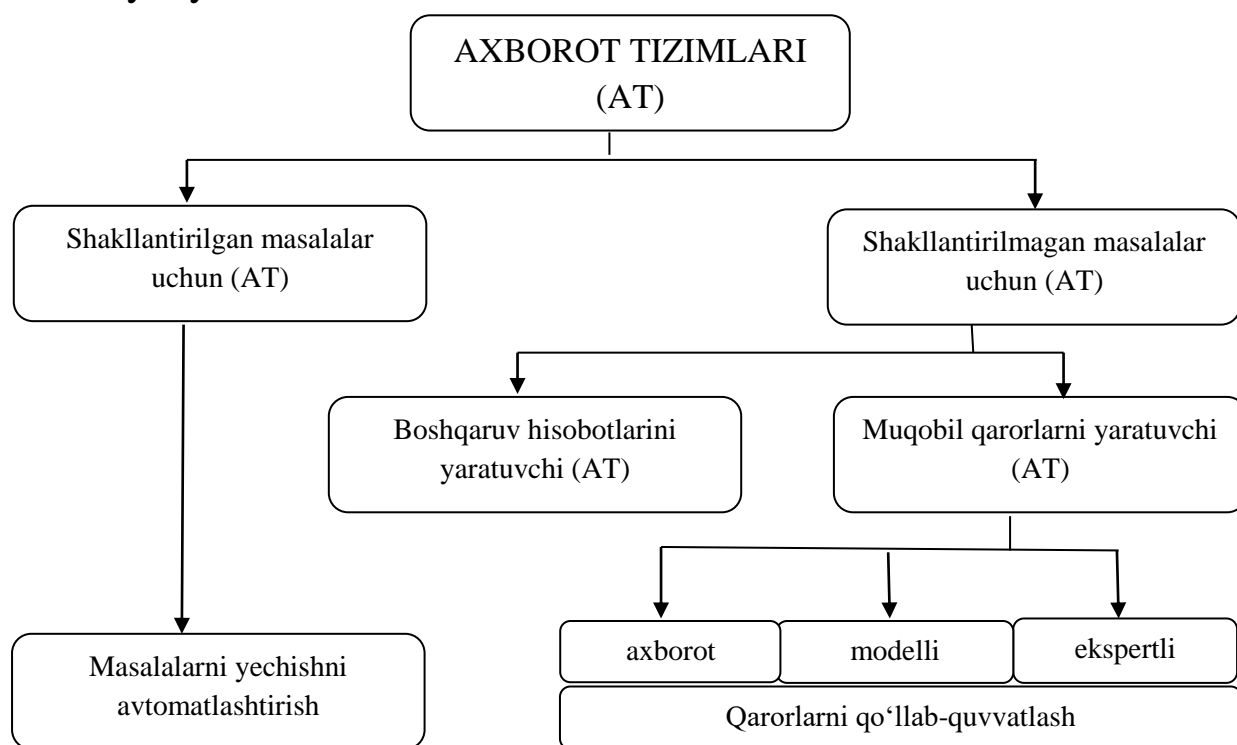 AXBOROT TIZIMLARI
(AT)
Shakllantirilgan masalalar
uchun (AT)
Shakllantirilmagan masalalar
uchun (AT)
Boshqaruv hisobotlarini
yaratuvchi (AT)
Muqobil qarorlarni yaratuvchi
(AT)
Masalalarni yechishni
avtomatlashtirish
axborot
modelli
ekspertli
Qarorlarni qo‘llab-quvvatlash